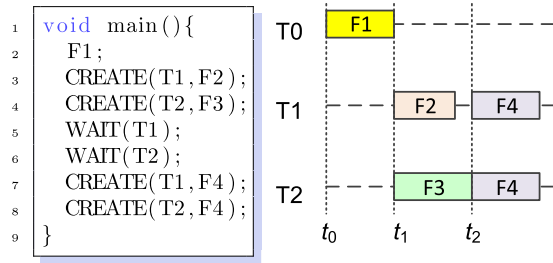 1 void main(){
2 F1;
3 CREATE(T1,F2);
4 CREATE(T2,F3);
5 WAIT(T1);
6 WAIT(T2);
7 CREATE(T1,F4);
8 CREATE(T2,F4);
9 }
T0 F1
T1 F2 F4
T2 F3 F4
t0 t1 t2